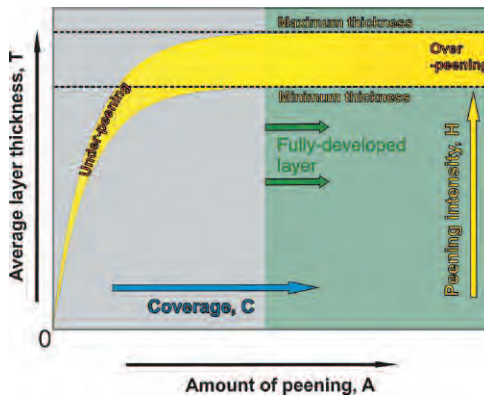 Maximum thickness
Over
-peening
Under-peening
Minimum thickness
Fully-developed
layer
Peening intensity, H
Average layer thickness, T
Coverage, C
0
Amount of peening, A